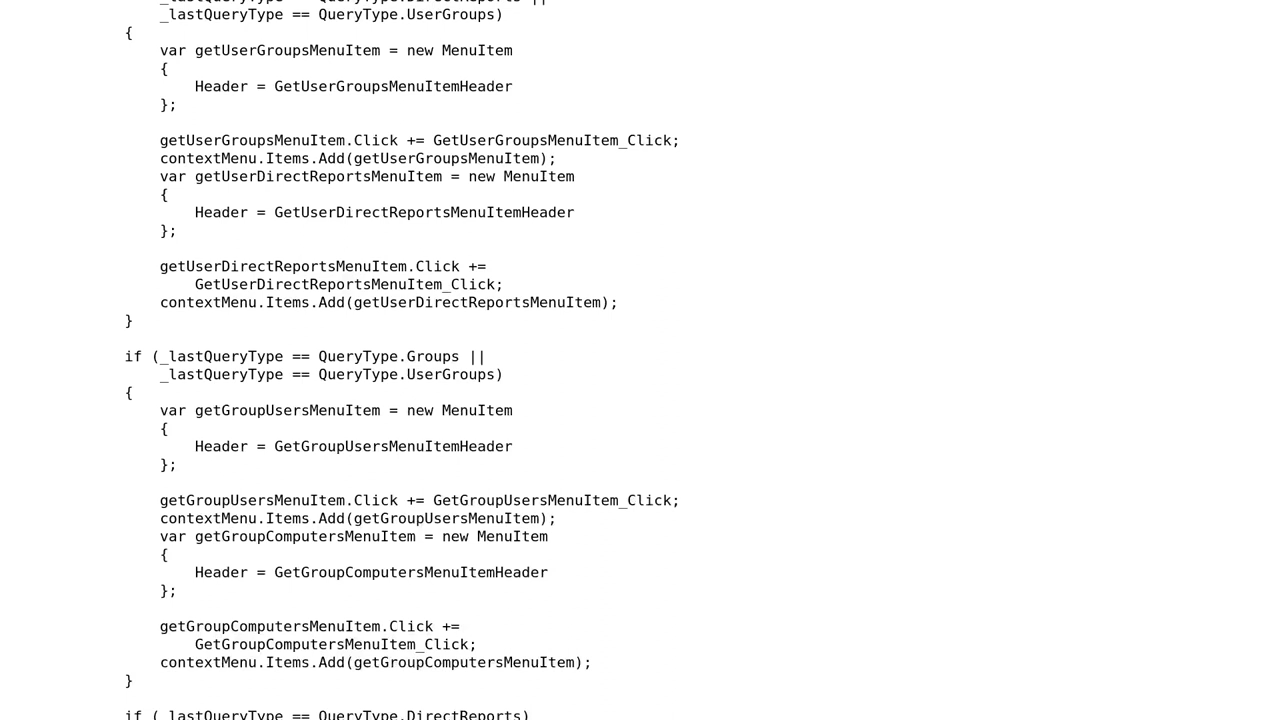 _lastQueryType == QueryType.DirectReports ||
            _lastQueryType == QueryType.UserGroups)
        {
            var getUserGroupsMenuItem = new MenuItem
            {
                Header = GetUserGroupsMenuItemHeader
            };

            getUserGroupsMenuItem.Click += GetUserGroupsMenuItem_Click;
            contextMenu.Items.Add(getUserGroupsMenuItem);
            var getUserDirectReportsMenuItem = new MenuItem
            {
                Header = GetUserDirectReportsMenuItemHeader
            };

            getUserDirectReportsMenuItem.Click +=
                GetUserDirectReportsMenuItem_Click;
            contextMenu.Items.Add(getUserDirectReportsMenuItem);
        }

        if (_lastQueryType == QueryType.Groups ||
            _lastQueryType == QueryType.UserGroups)
        {
            var getGroupUsersMenuItem = new MenuItem
            {
                Header = GetGroupUsersMenuItemHeader
            };

            getGroupUsersMenuItem.Click += GetGroupUsersMenuItem_Click;
            contextMenu.Items.Add(getGroupUsersMenuItem);
            var getGroupComputersMenuItem = new MenuItem
            {
                Header = GetGroupComputersMenuItemHeader
            };

            getGroupComputersMenuItem.Click +=
                GetGroupComputersMenuItem_Click;
            contextMenu.Items.Add(getGroupComputersMenuItem);
        }

        if (_lastQueryType == QueryType.DirectReports)